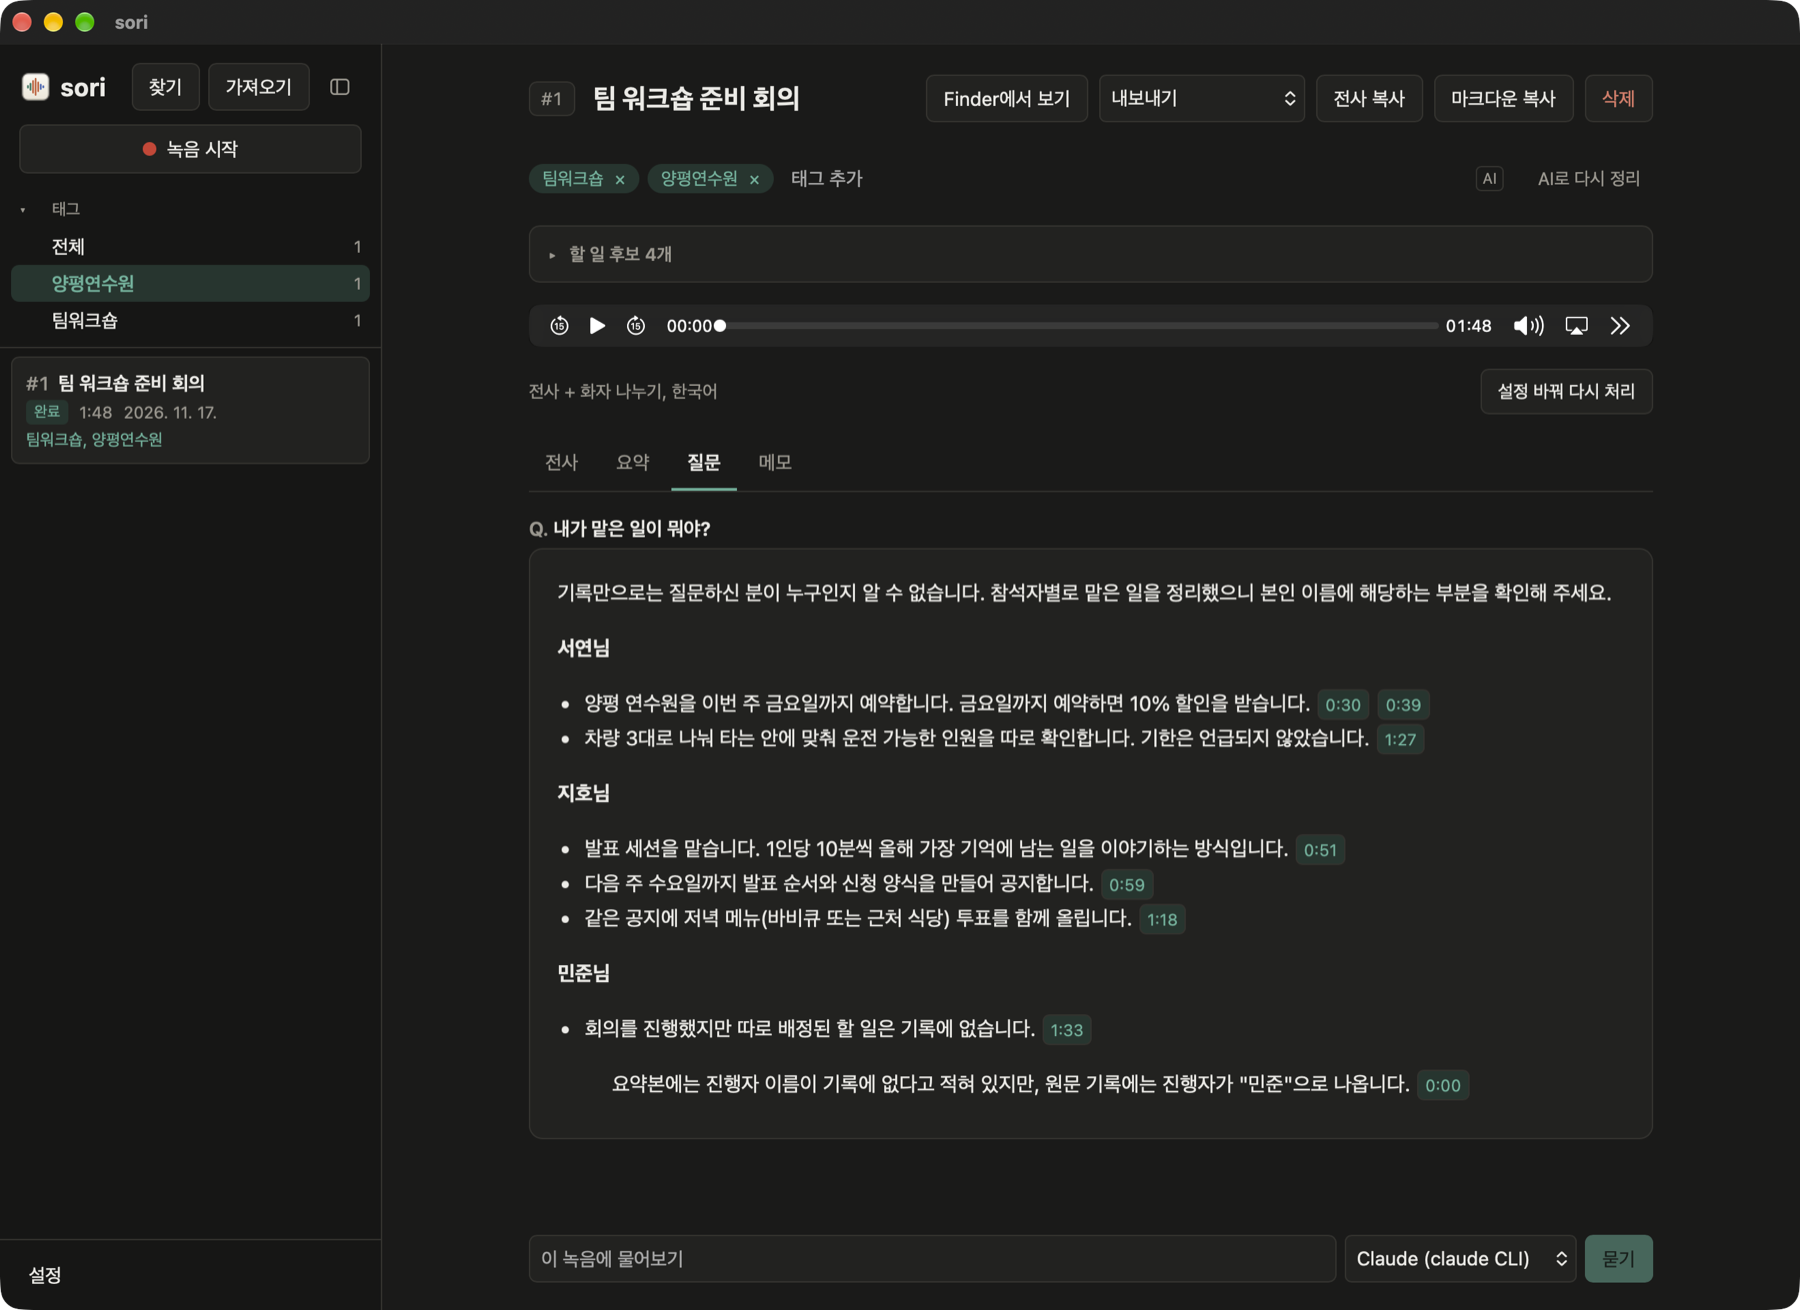 sori
sori
찾기
가져오기
녹음 시작
태그
전체 1
양평연수원 1
팀워크숍 1
#1 팀 워크숍 준비 회의
완료 1:48 2026. 11. 17.
팀워크숍, 양평연수원
설정
#1 팀 워크숍 준비 회의
Finder에서 보기
내보내기
전사 복사
마크다운 복사
삭제
팀워크숍 × 양평연수원 × 태그 추가
AI AI로 다시 정리
할 일 후보 4개
15 15 00:00 01:48
전사 + 화자 나누기, 한국어
설정 바꿔 다시 처리
전사 요약 질문 메모
Q. 내가 맡은 일이 뭐야?
기록만으로는 질문하신 분이 누구인지 알 수 없습니다. 참석자별로 맡은 일을 정리했으니 본인 이름에 해당하는 부분을 확인해 주세요.
서연님
• 양평 연수원을 이번 주 금요일까지 예약합니다. 금요일까지 예약하면 10% 할인을 받습니다. 0:30 0:39
• 차량 3대로 나눠 타는 안에 맞춰 운전 가능한 인원을 따로 확인합니다. 기한은 언급되지 않았습니다. 1:27
지호님
• 발표 세션을 맡습니다. 1인당 10분씩 올해 가장 기억에 남는 일을 이야기하는 방식입니다. 0:51
• 다음 주 수요일까지 발표 순서와 신청 양식을 만들어 공지합니다. 0:59
• 같은 공지에 저녁 메뉴(바비큐 또는 근처 식당) 투표를 함께 올립니다. 1:18
민준님
• 회의를 진행했지만 따로 배정된 할 일은 기록에 없습니다. 1:33
요약본에는 진행자 이름이 기록에 없다고 적혀 있지만, 원문 기록에는 진행자가 "민준"으로 나옵니다. 0:00
이 녹음에 물어보기
Claude (claude CLI)
묻기